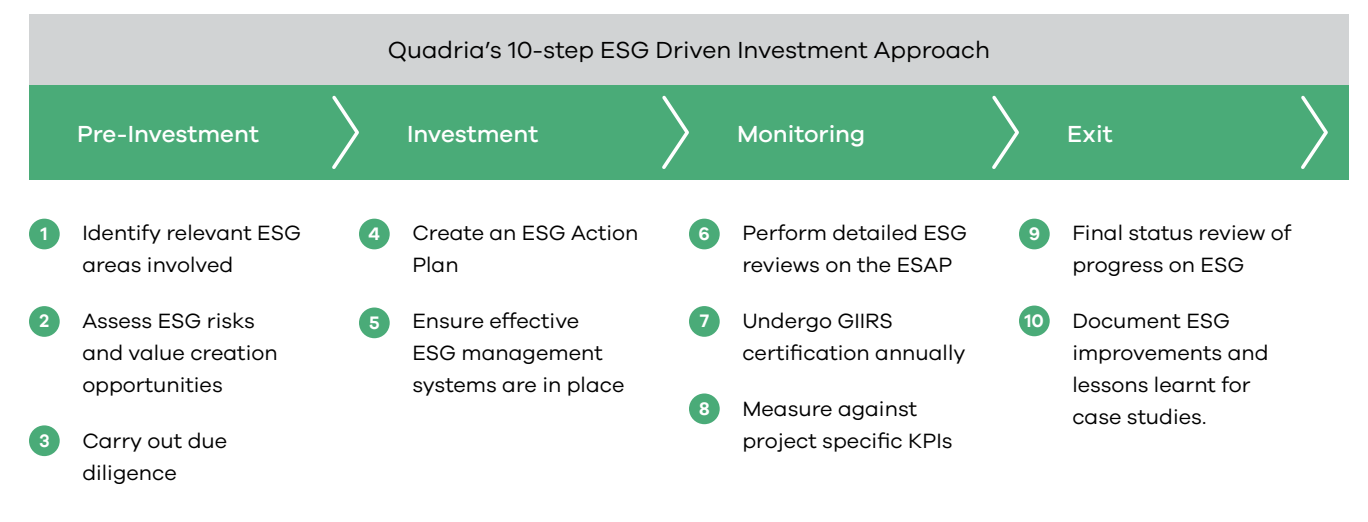 Quadria's 10-step ESG Driven Investment Approach
Pre-Investment
Investment
Monitoring
Exit
1 Identify relevant ESG
areas involved
2 Assess ESG risks
and value creation
opportunities
3 Carry out due
diligence
4 Create an ESG Action
Plan
5 Ensure effective
ESG management
systems are in place
6 Perform detailed ESG
reviews on the ESAP
7 Undergo GIIRS
certification annually
8 Measure against
project specific KPIs
9 Final status review of
progress on ESG
10 Document ESG
improvements and
lessons learnt for
case studies.